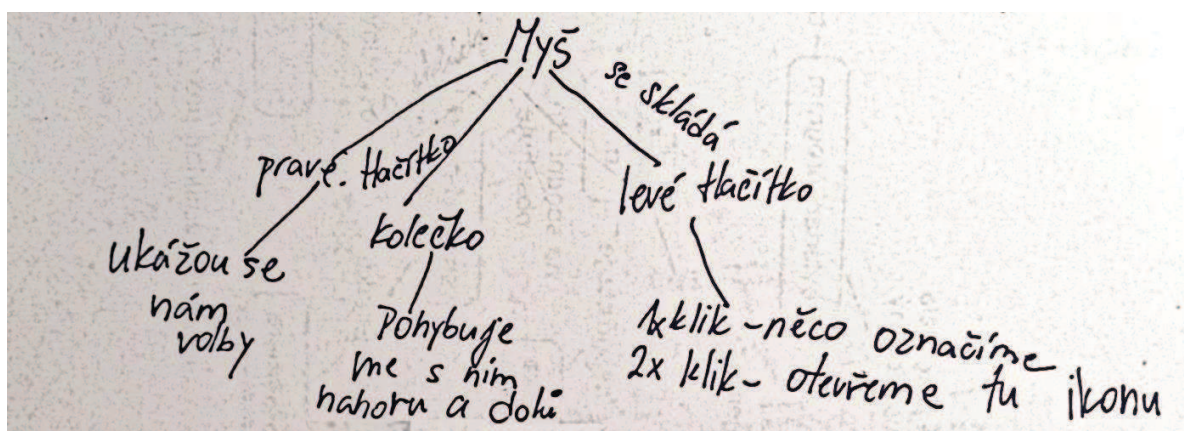 Myš
se skládá
pravé. tlačítko
kolečko
levé tlačítko
Ukážou se
nám
volby
Pohybuje
me s ním
nahoru a dolů
1x klik - něco označíme
2x klik - otevřeme tu ikonu